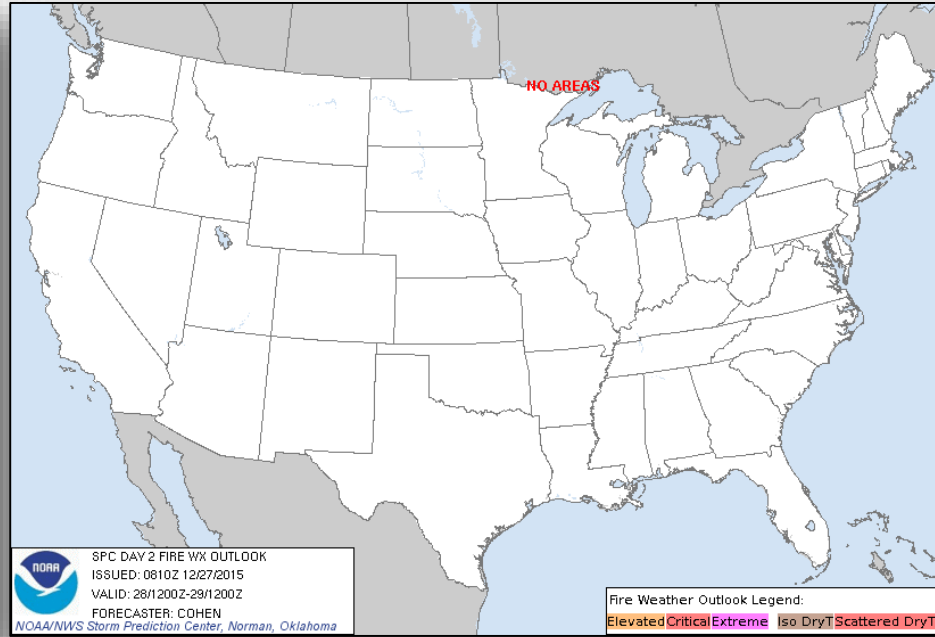 NO AREAS
NOAA
SPC DAY 2 FIRE WX OUTLOOK
ISSUED: 0810Z 12/27/2015
VALID: 28/1200Z-29/1200Z
FORECASTER: COHEN
NOAA/NWS Storm Prediction Center, Norman, Oklahoma
Fire Weather Outlook Legend:
Elevated Critical Extreme Iso DryT Scattered DryT